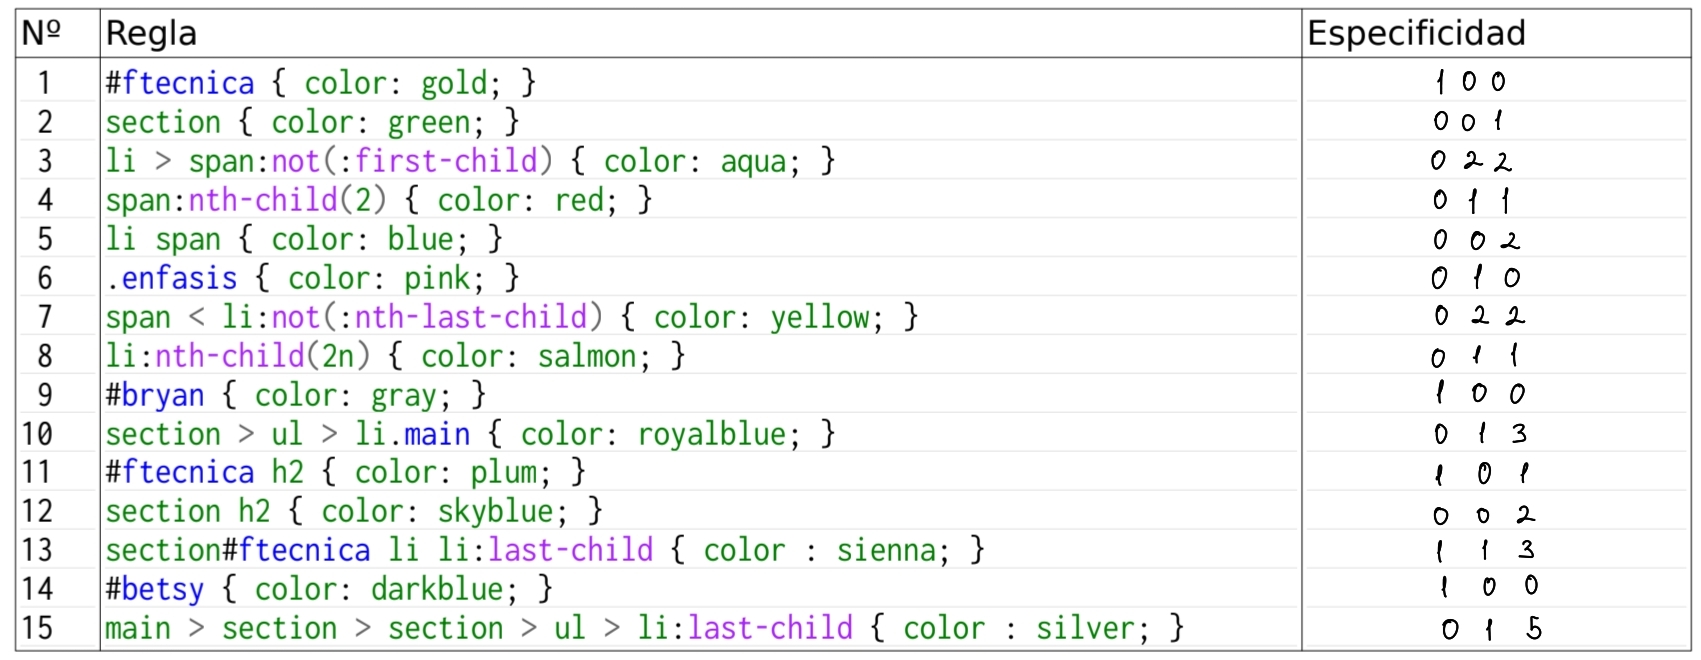 Nº Regla Especificidad
1 #ftecnica { color: gold; } 1 0 0
2 section { color: green; } 0 0 1
3 li > span:not(:first-child) { color: aqua; } 0 2 2
4 span:nth-child(2) { color: red; } 0 1 1
5 li span { color: blue; } 0 0 2
6 .enfasis { color: pink; } 0 1 0
7 span < li:not(:nth-last-child) { color: yellow; } 0 2 2
8 li:nth-child(2n) { color: salmon; } 0 1 1
9 #bryan { color: gray; } 1 0 0
10 section > ul > li.main { color: royalblue; } 0 1 3
11 #ftecnica h2 { color: plum; } 1 0 1
12 section h2 { color: skyblue; } 0 0 2
13 section#ftecnica li li:last-child { color : sienna; } 1 1 3
14 #betsy { color: darkblue; } 1 0 0
15 main > section > section > ul > li:last-child { color : silver; } 0 1 5